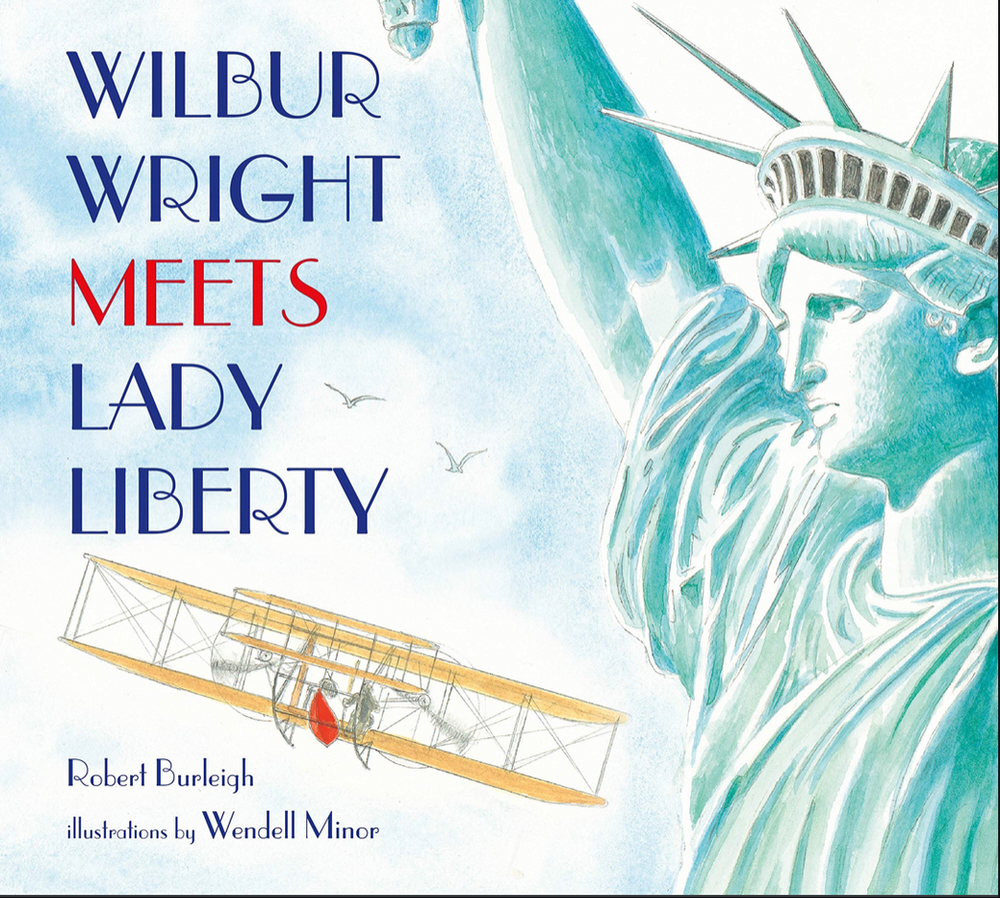 WILBUR
WRIGHT
MEETS
LADY
LIBERTY
Robert Burleigh
illustrations by Wendell Minor